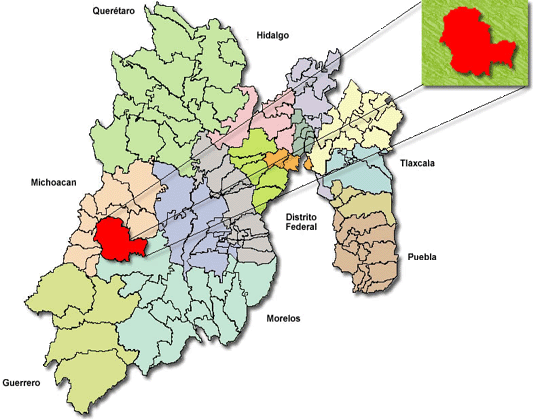 Querétaro
Hidalgo
Tlaxcala
Michoacan
Distrito
Federal
Puebla
Morelos
Guerrero